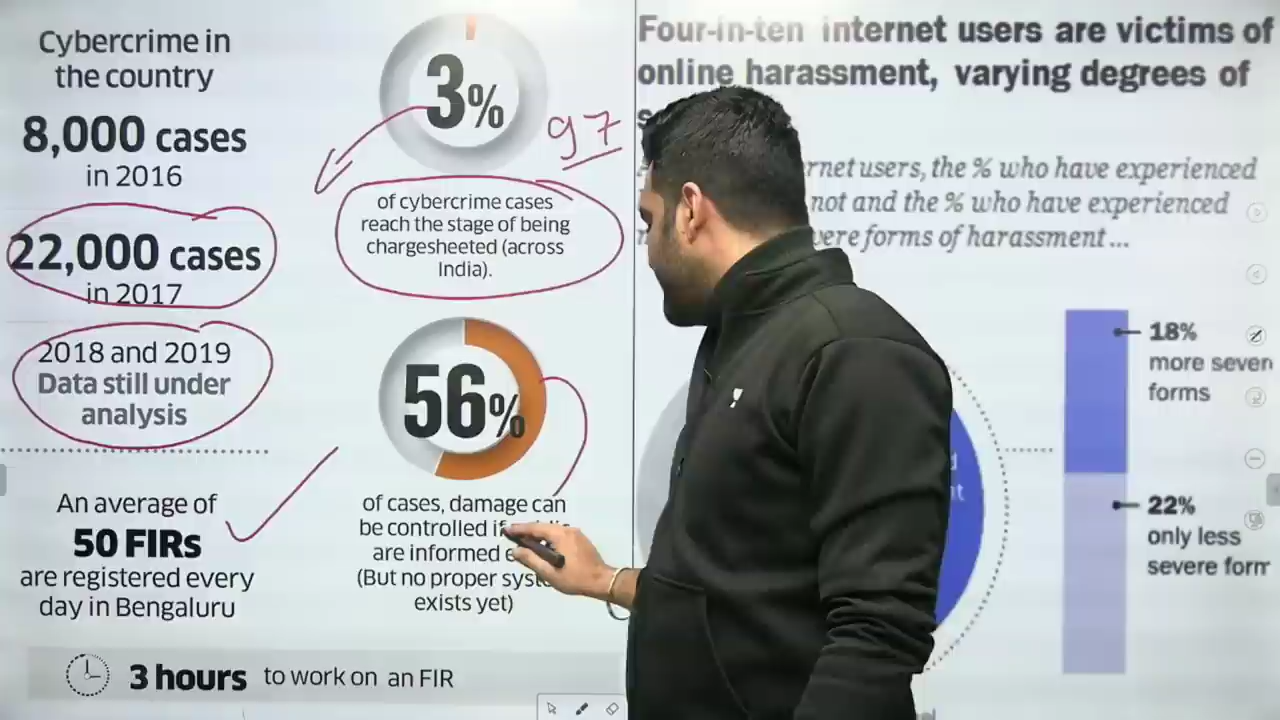 Cybercrime in
the country
8,000 cases
in 2016
22,000 cases
in 2017
2018 and 2019
Data still under
analysis
An average of
50 FIRs
are registered every
day in Bengaluru
3%
97
of cybercrime cases
reach the stage of being
chargesheeted (across
India).
56%
of cases, damage can
be controlled if
are informed
(But no proper
exists yet)
3 hours to work on an FIR
Four-in-ten internet users are victims of
online harassment, varying degrees of
users, the % who have experienced
not and the % who have experienced
forms of harassment...
18%
more
forms
22%
only less
severe